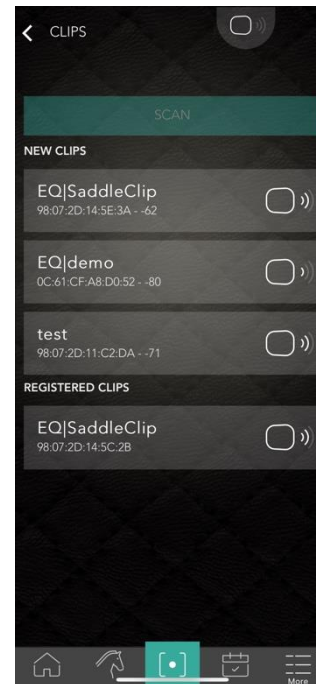 CLIPS
SCAN
NEW CLIPS
EQ|SaddleClip
98:07:2D:14:5E:3A - -62
EQ|demo
0C:61:CF:A8:D0:52 - -80
test
98:07:2D:11:C2:DA - -71
REGISTERED CLIPS
EQ|SaddleClip
98:07:2D:14:5C:2B
More